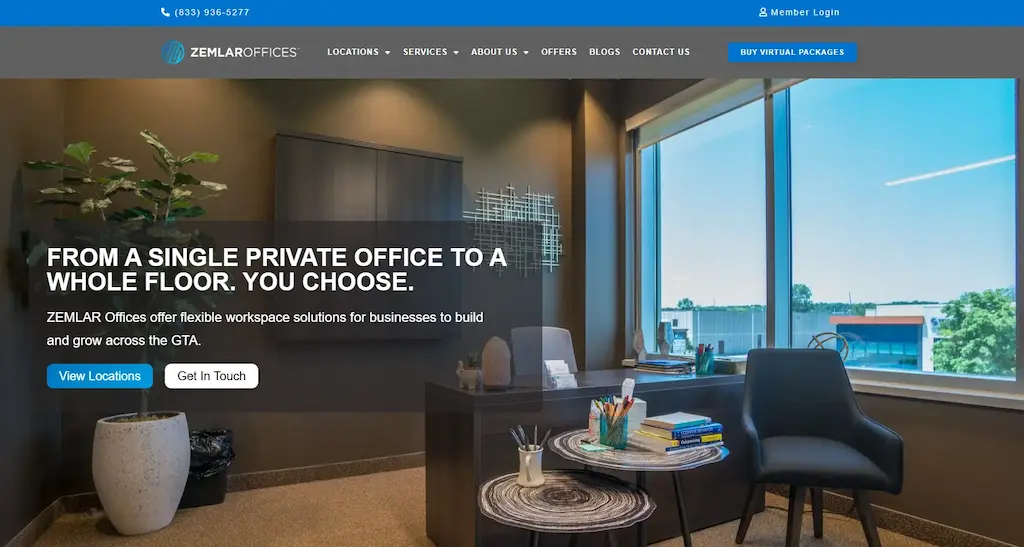 (833) 936-5277
Member Login
ZEMLAROFFICES
LOCATIONS
SERVICES
ABOUT US
OFFERS
BLOGS
CONTACT US
BUY VIRTUAL PACKAGES
FROM A SINGLE PRIVATE OFFICE TO A
WHOLE FLOOR. YOU CHOOSE.
ZEMLAR Offices offer flexible workspace solutions for businesses to build
and grow across the GTA.
View Locations
Get In Touch